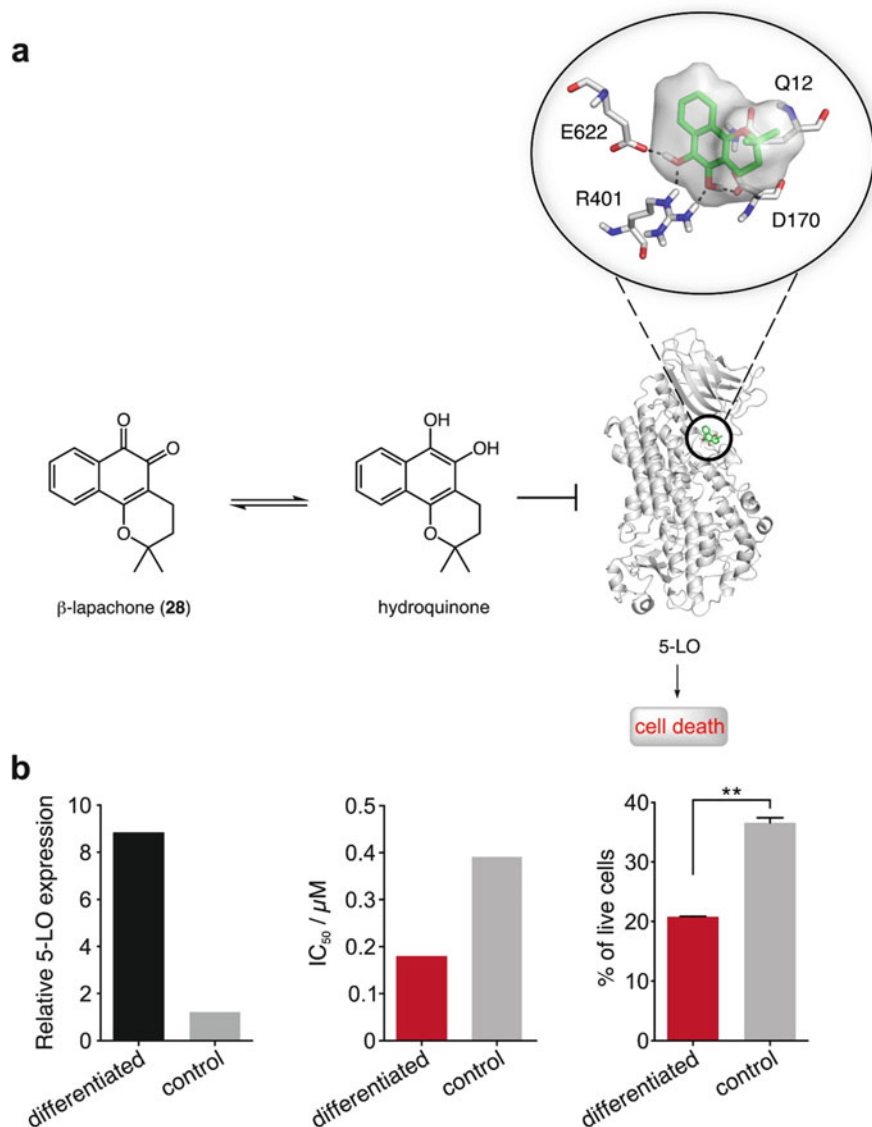 a
Q12
E622
R401
D170
O
O
O
OH
OH
O
β-lapachone (28)
hydroquinone
5-LO
cell death
b
Relative 5-LO expression
10
8
6
4
2
0
differentiated
control
IC50 / µM
0.5
0.4
0.3
0.2
0.1
0
differentiated
control
% of live cells
40
30
20
10
0
**
differentiated
control